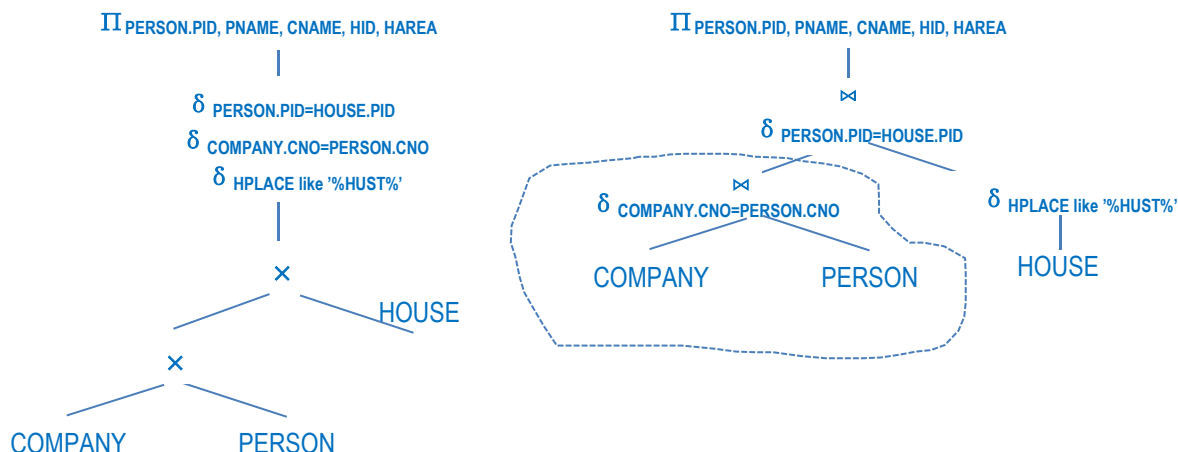 Π PERSON.PID, PNAME, CNAME, HID, HAREA
δ PERSON.PID=HOUSE.PID
δ COMPANY.CNO=PERSON.CNO
δ HPLACE like '%HUST%’
×
HOUSE
×
COMPANY PERSON
Π PERSON.PID, PNAME, CNAME, HID, HAREA
⋈
δ PERSON.PID=HOUSE.PID
⋈
δ COMPANY.CNO=PERSON.CNO
δ HPLACE like '%HUST%’
COMPANY PERSON HOUSE